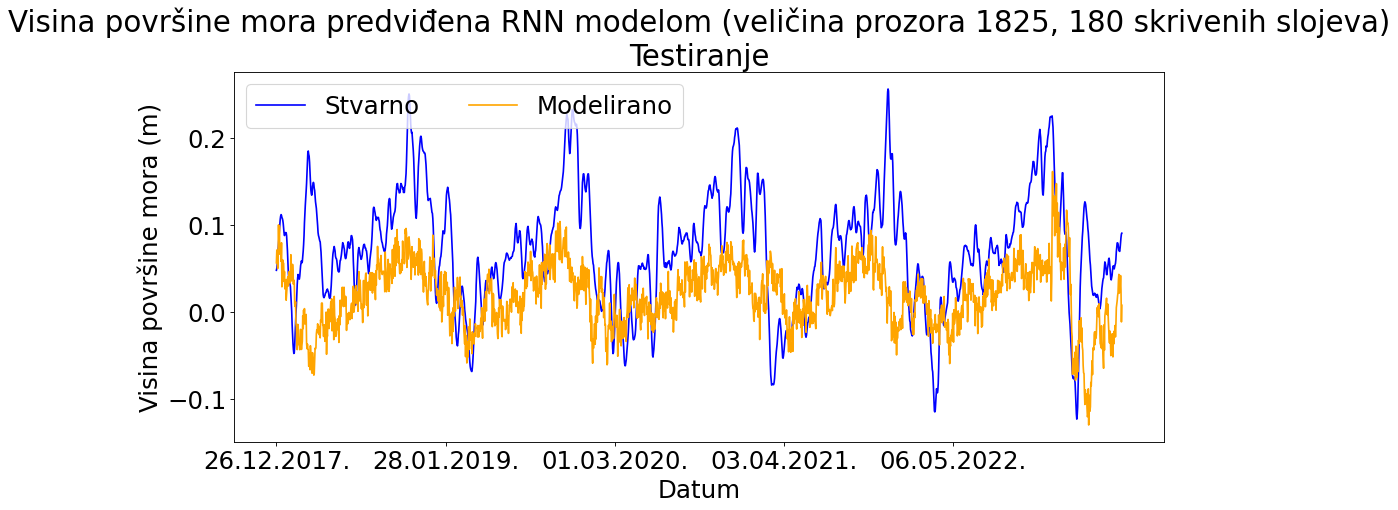 Visina površine mora predviđena RNN modelom (veličina prozora 1825, 180 skrivenih slojeva)
Testiranje
Stvarno
Modelirano
Visina površine mora (m)
0.2
0.1
0.0
−0.1
26.12.2017.
28.01.2019.
01.03.2020.
03.04.2021.
06.05.2022.
Datum